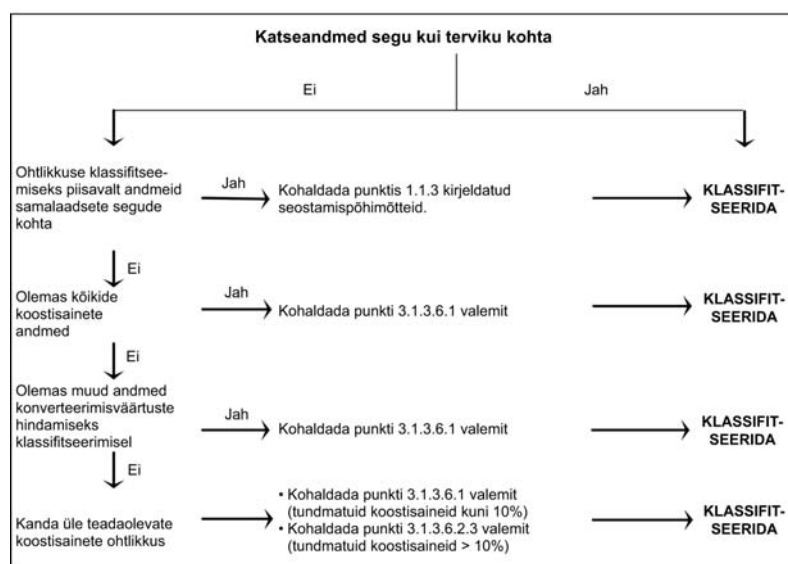 Katseandmed segu kui terviku kohta
Ei
Jah
Ohtlikkuse klassifitsee-
miseks piisavalt andmeid
samalaadsete segude
kohta
Jah
Kohaldada punktis 1.1.3 kirjeldatud
seostamispõhimõtteid.
KLASSIFIT-
SEERIDA
Ei
Olemas kõikide
koostisainete
andmed
Jah
Kohaldada punkti 3.1.3.6.1 valemit
KLASSIFIT-
SEERIDA
Ei
Olemas muud andmed
konverteerimisväärtuste
hindamiseks
klassifitseerimisel
Jah
Kohaldada punkti 3.1.3.6.1 valemit
KLASSIFIT-
SEERIDA
Ei
Kanda üle teadaolevate
koostisainete ohtlikkus
• Kohaldada punkti 3.1.3.6.1 valemit
(tundmatuid koostisaineid kuni 10%)
• Kohaldada punkti 3.1.3.6.2.3 valemit
(tundmatuid koostisaineid > 10%)
KLASSIFIT-
SEERIDA